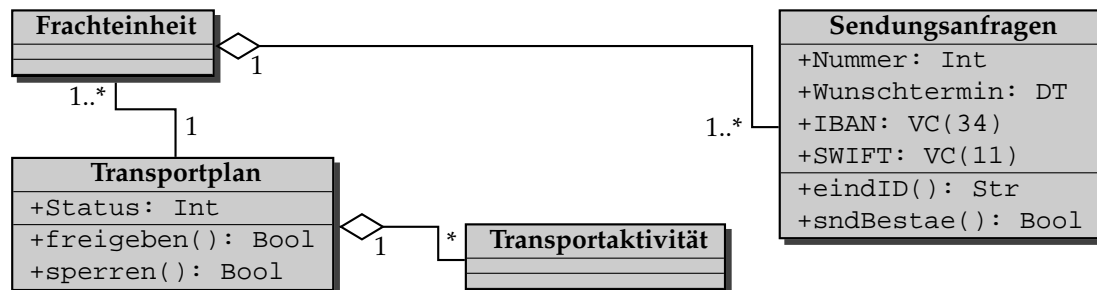 Frachteinheit
1
1..*
1
Sendungsanfragen
+Nummer: Int
+Wunschtermin: DT
+IBAN: VC(34)
+SWIFT: VC(11)
+eindID(): Str
+sndBestae(): Bool
1..*
Transportplan
+Status: Int
+freigeben(): Bool
+sperren(): Bool
1
*
Transportaktivität